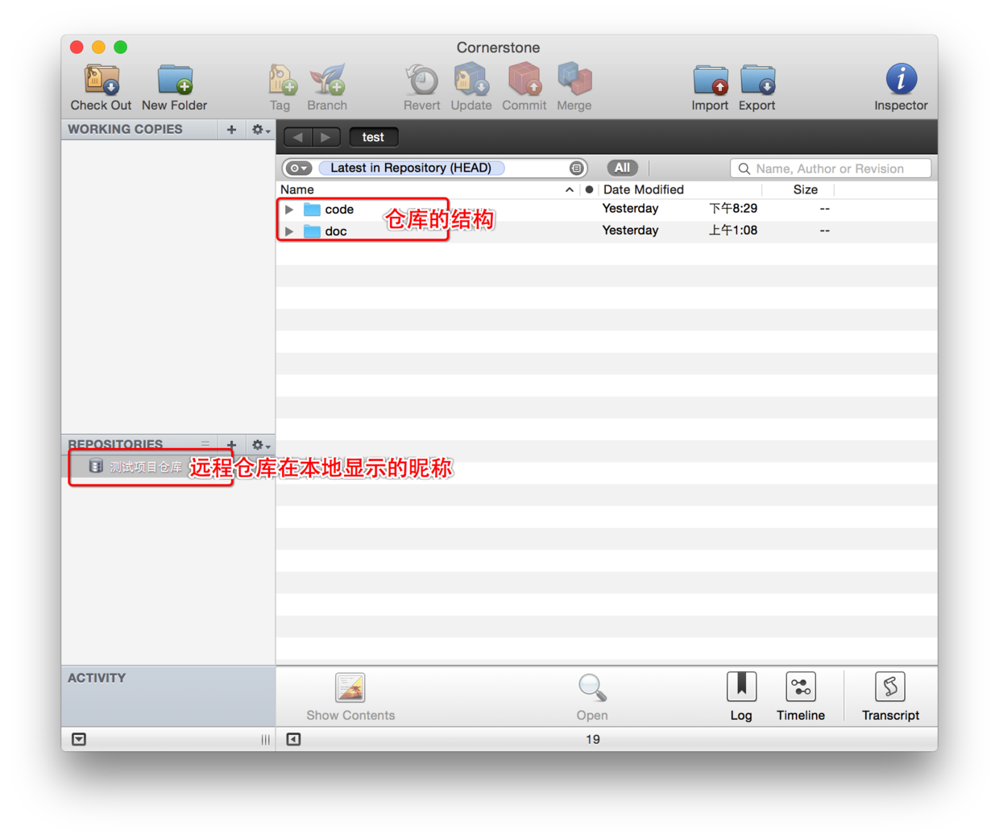 Cornerstone
Check Out New Folder Tag Branch Revert Update Commit Merge Import Export Inspector
WORKING COPIES
test
Latest in Repository (HEAD) All Name, Author or Revision
Name Date Modified Size
code Yesterday 下午8:29 --
仓库的结构
doc Yesterday 上午1:08 --
REPOSITORIES
测试项目仓库 远程仓库在本地显示的昵称
ACTIVITY
Show Contents Open Log Timeline Transcript
19